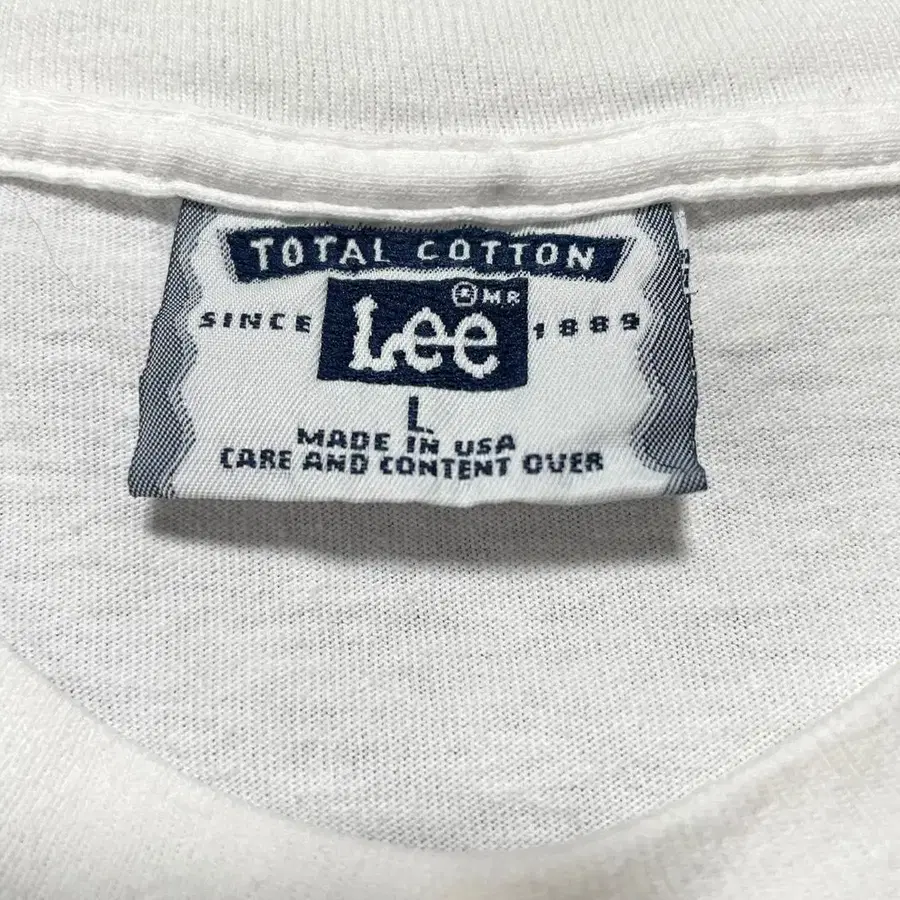 TOTAL COTTON
® MR
SINCE Lee 1889
L
MADE IN USA
CARE AND CONTENT OVER